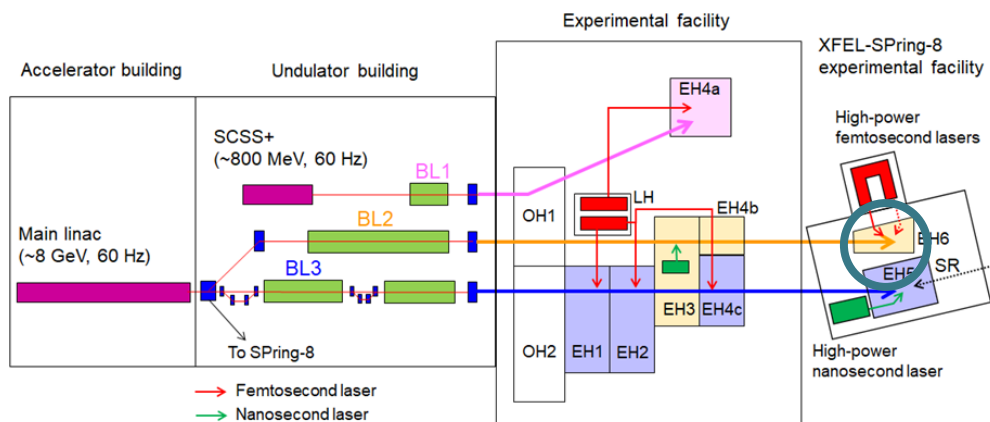 Experimental facility
XFEL-SPring-8
experimental facility
Accelerator building
Undulator building
High-power
femtosecond lasers
SCSS+
(~800 MeV, 60 Hz)
BL1
EH4a
LH
OH1
EH4b
BL2
EH6
Main linac
(~8 GeV, 60 Hz)
BL3
EH5
SR
To SPring-8
OH2
EH1
EH2
EH3
EH4c
High-power
nanosecond laser
Femtosecond laser
Nanosecond laser